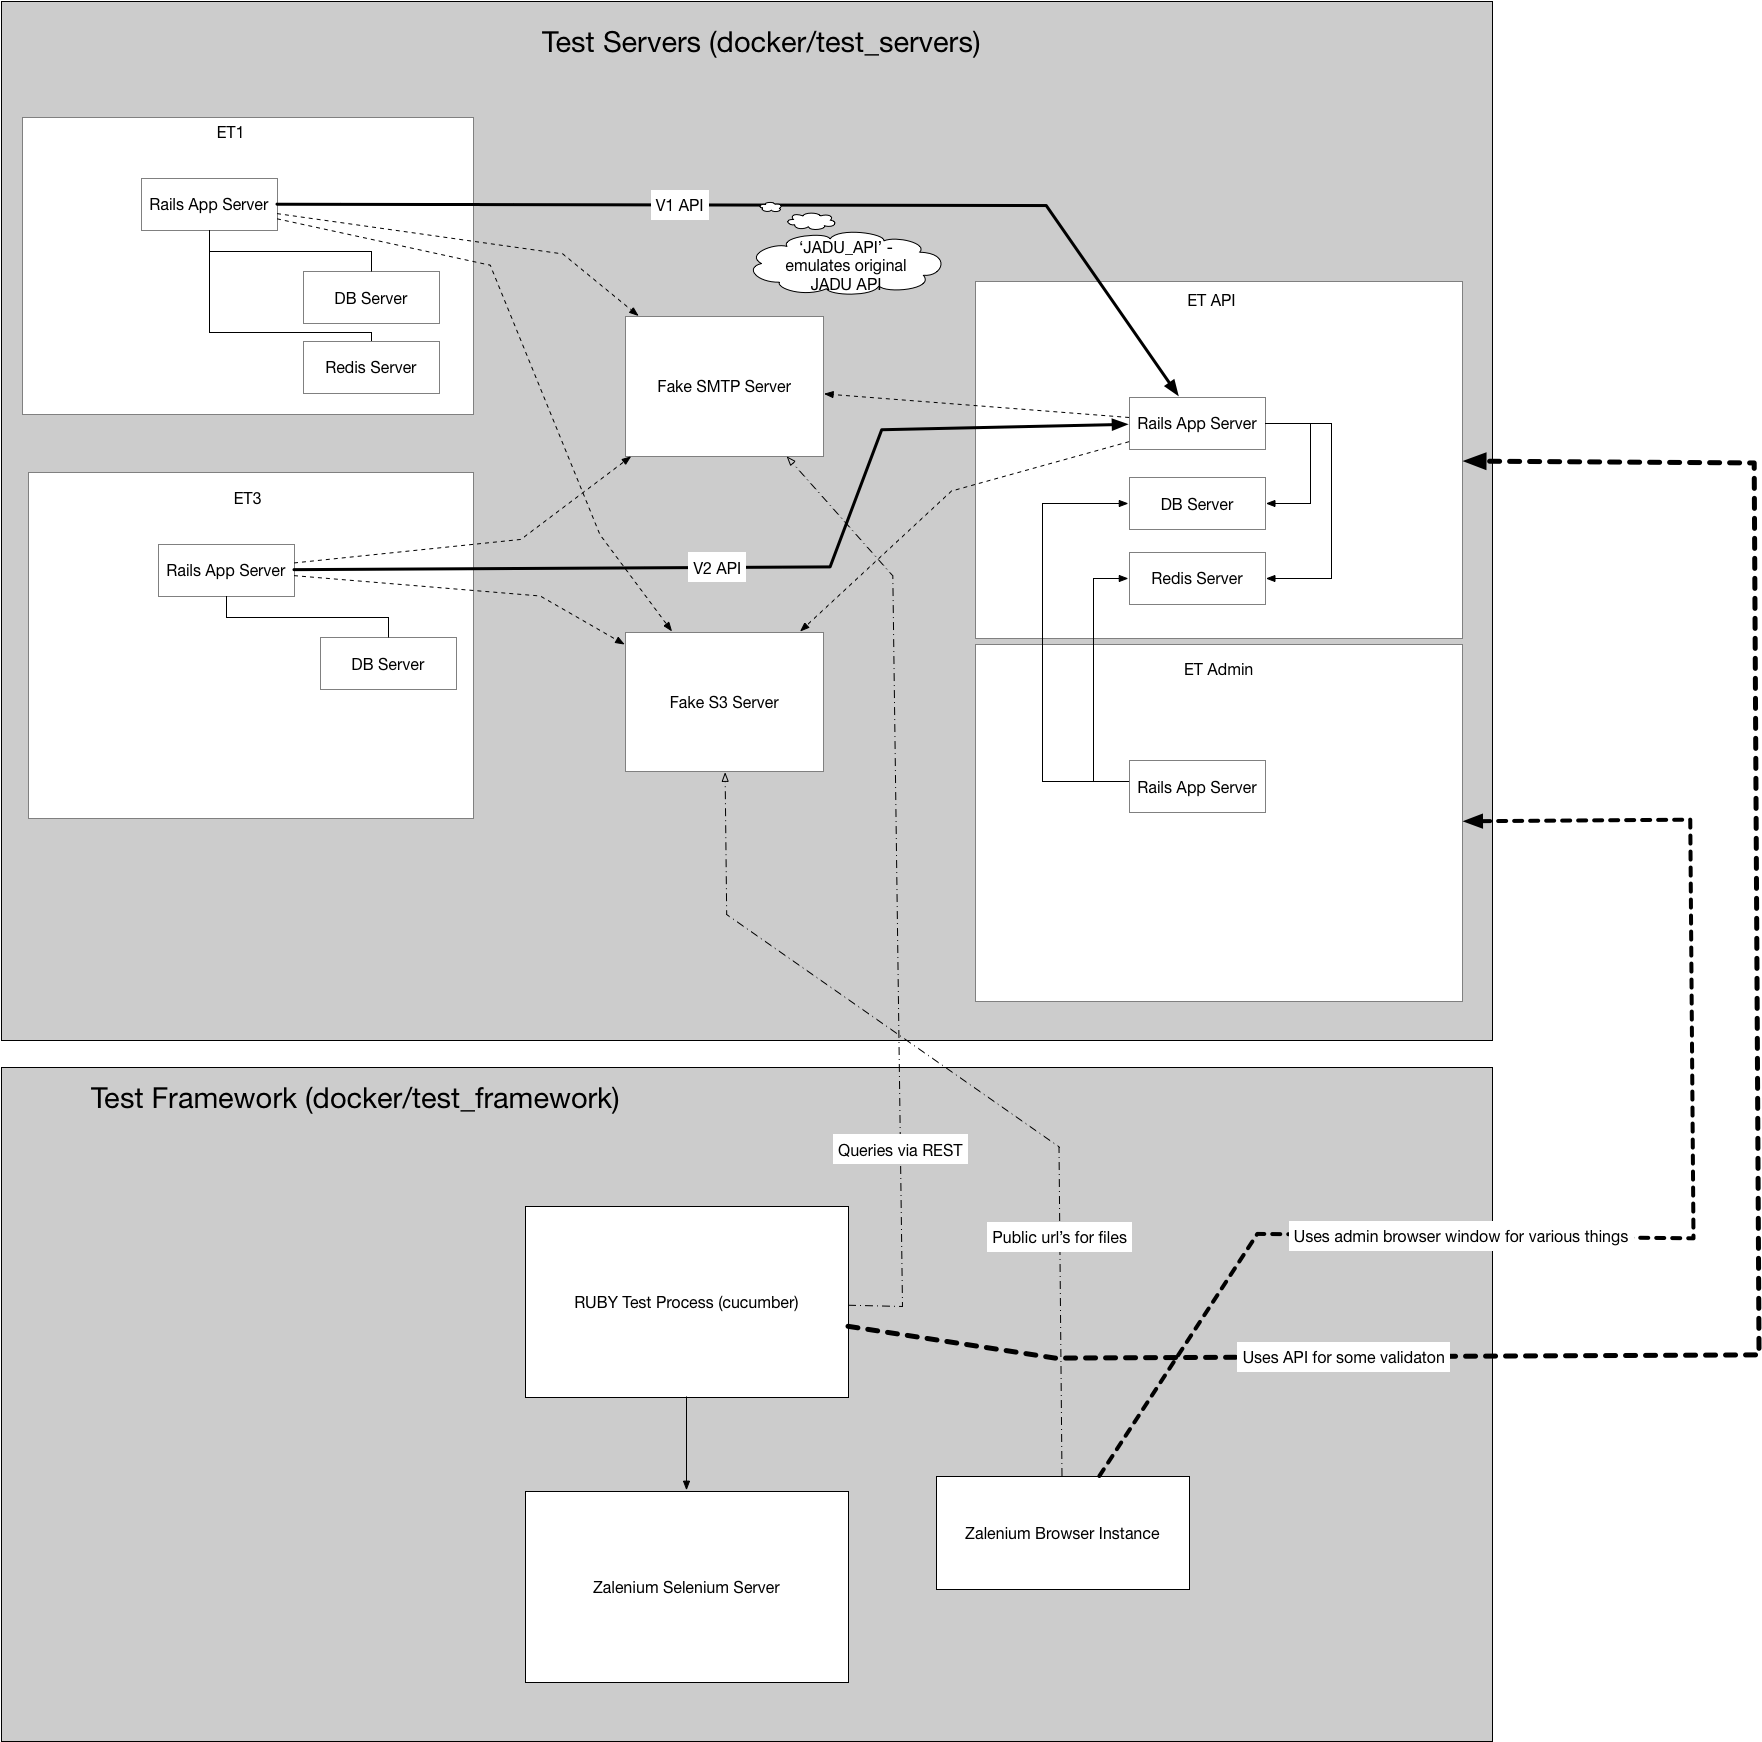 Test Servers (docker/test_servers)
ET1
Rails App Server
DB Server
Redis Server
V1 API
‘JADU_API’ -
emulates original
JADU API
ET API
Fake SMTP Server
Rails App Server
DB Server
Redis Server
ET3
Rails App Server
DB Server
V2 API
Fake S3 Server
ET Admin
Rails App Server
Test Framework (docker/test_framework)
Queries via REST
Public url's for files
Uses admin browser window for various things
RUBY Test Process (cucumber)
Uses API for some validaton
Zalenium Browser Instance
Zalenium Selenium Server